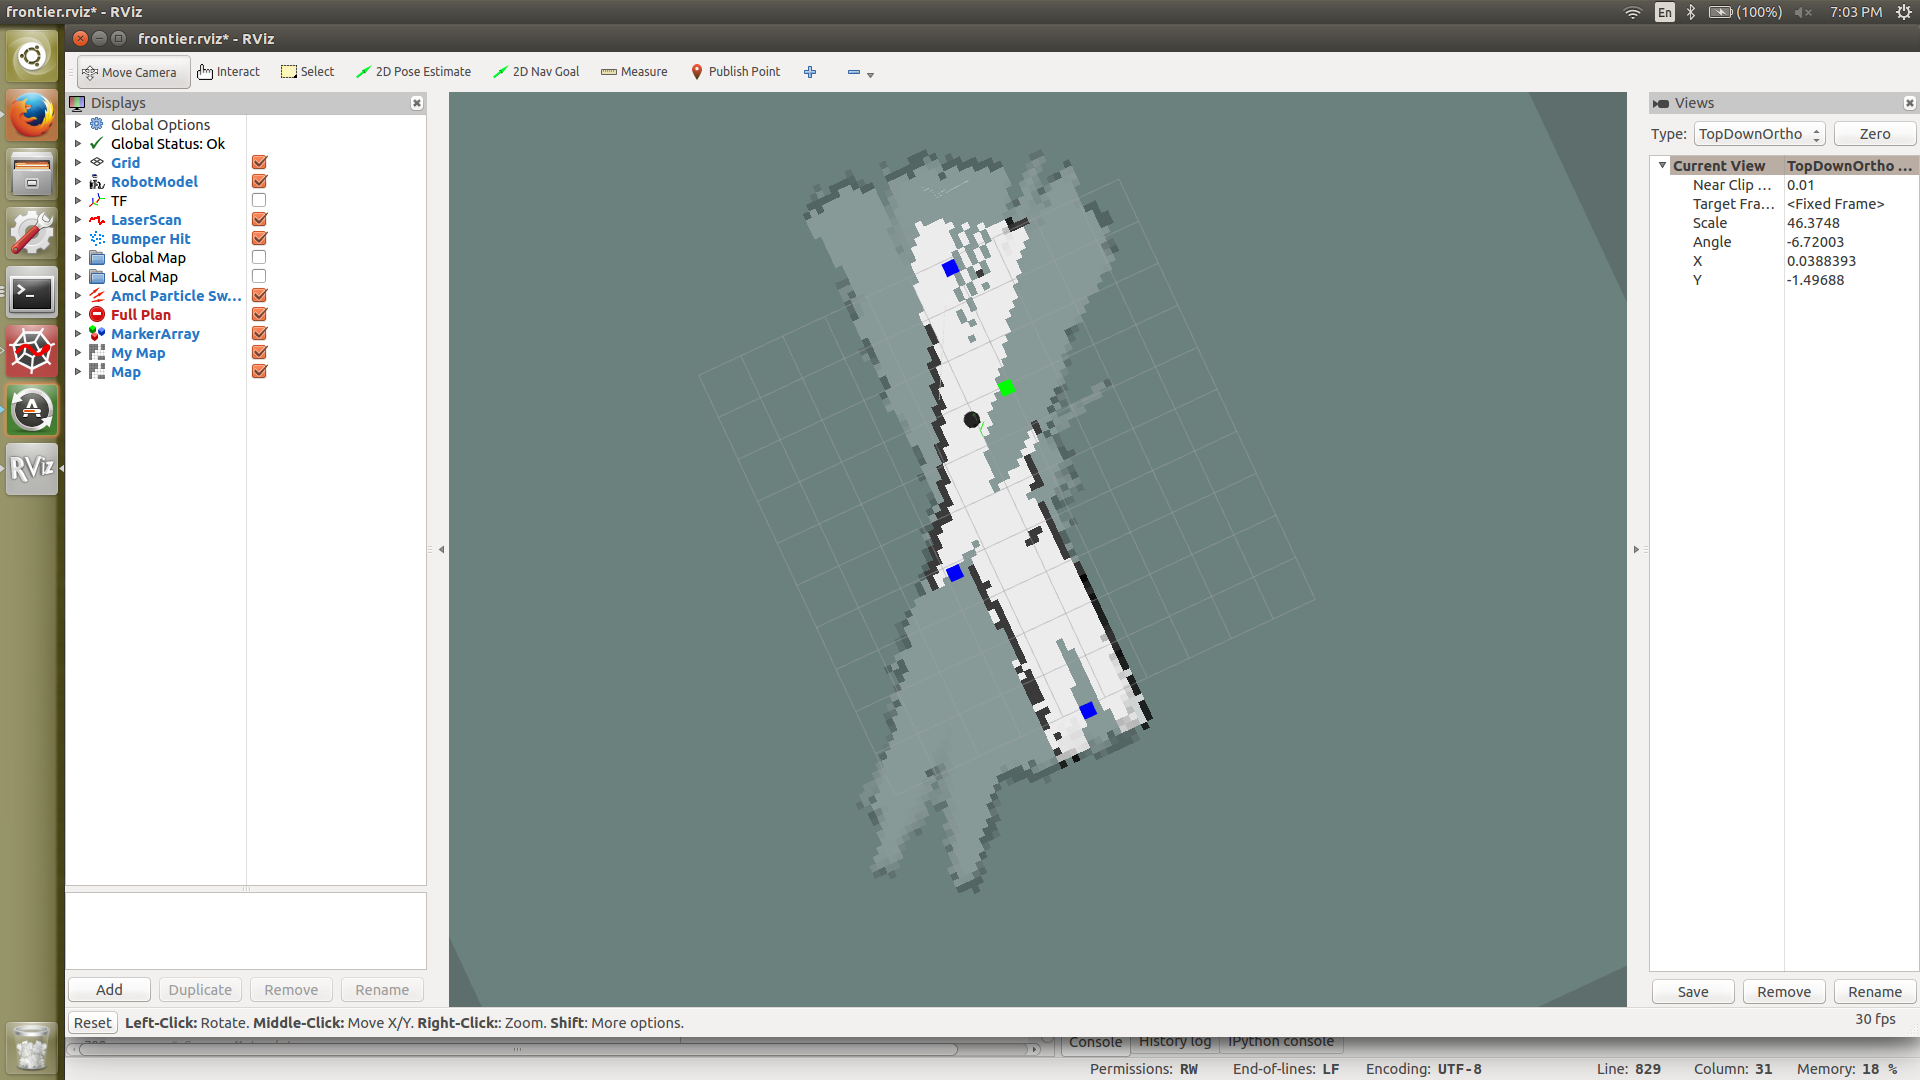 frontier.rviz* - RViz
En
(100%)
7:03 PM
frontier.rviz* - RViz
Move Camera
Interact
Select
2D Pose Estimate
2D Nav Goal
Measure
Publish Point
Displays
Global Options
Global Status: Ok
Grid
RobotModel
TF
LaserScan
Bumper Hit
Global Map
Local Map
Amcl Particle Sw...
Full Plan
MarkerArray
My Map
Map
Add
Duplicate
Remove
Rename
Views
Type:
TopDownOrtho
Zero
Current View
TopDownOrtho ...
Near Clip ...
0.01
Target Fra...
<Fixed Frame>
Scale
46.3748
Angle
-6.72003
X
0.0388393
Y
-1.49688
Save
Remove
Rename
RViz
Reset
Left-Click: Rotate. Middle-Click: Move X/Y. Right-Click:: Zoom. Shift: More options.
30 fps
Console
History log
IPython console
Permissions: RW
End-of-lines: LF
Encoding: UTF-8
Line: 829
Column: 31
Memory: 18 %